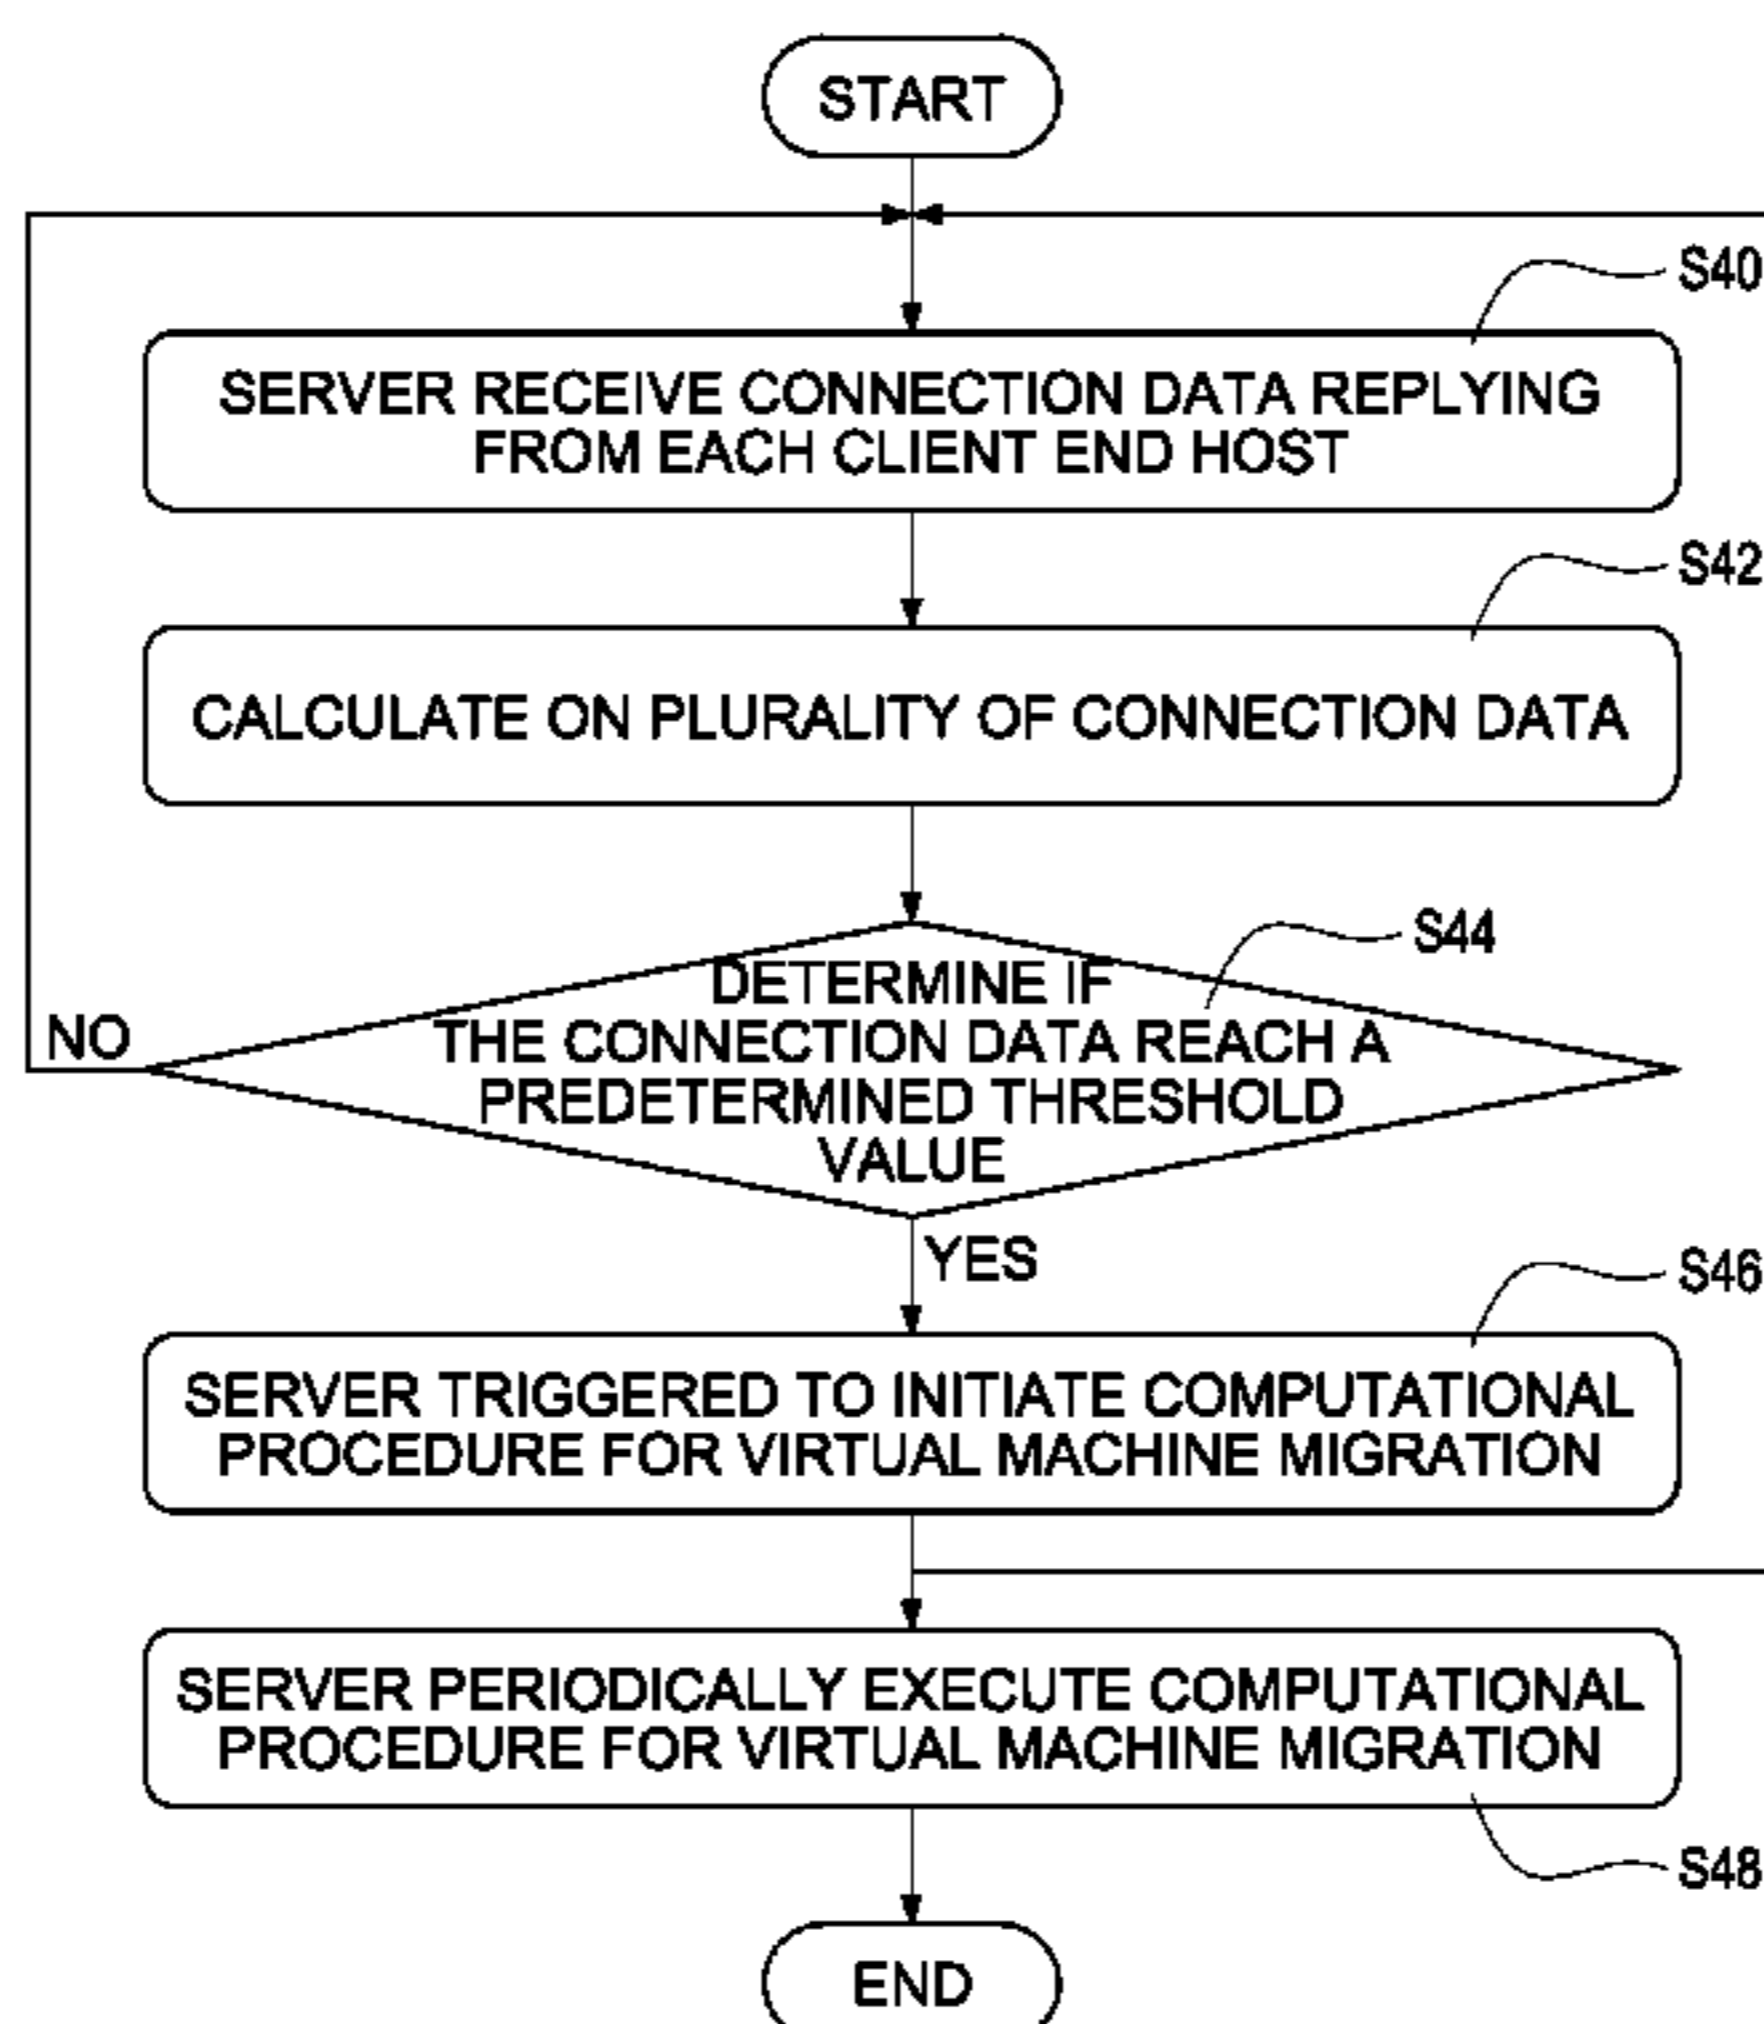 START
S40
SERVER RECEIVE CONNECTION DATA REPLYING
FROM EACH CLIENT END HOST
S42
CALCULATE ON PLURALITY OF CONNECTION DATA
S44
DETERMINE IF
THE CONNECTION DATA REACH A
PREDETERMINED THRESHOLD
VALUE
NO
YES
S46
SERVER TRIGGERED TO INITIATE COMPUTATIONAL
PROCEDURE FOR VIRTUAL MACHINE MIGRATION
SERVER PERIODICALLY EXECUTE COMPUTATIONAL
PROCEDURE FOR VIRTUAL MACHINE MIGRATION
S48
END